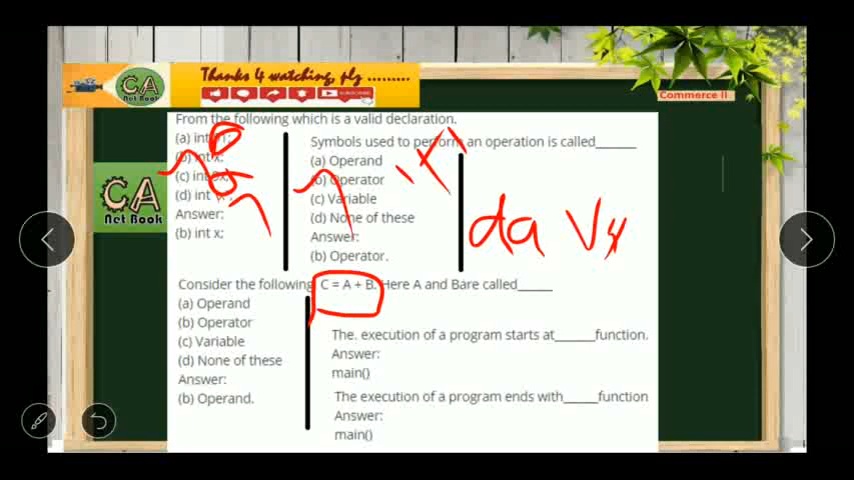 CA
Net Book
Thanks 4 watching, plz .........
SUBSCRIBE
Commerce II
From the following which is a valid declaration.
(a) int
(b) int x;
(c) int
(d) int
Answer:
(b) int x;
Symbols used to perform an operation is called______
(a) Operand
(b) Operator
(c) Variable
(d) None of these
Answer:
(b) Operator.
"+"
da
CA
Net Book
Consider the following C = A + B. Here A and Bare called______
(a) Operand
(b) Operator
(c) Variable
(d) None of these
Answer:
(b) Operand.
The. execution of a program starts at______function.
Answer:
main()
The execution of a program ends with______function
Answer:
main()